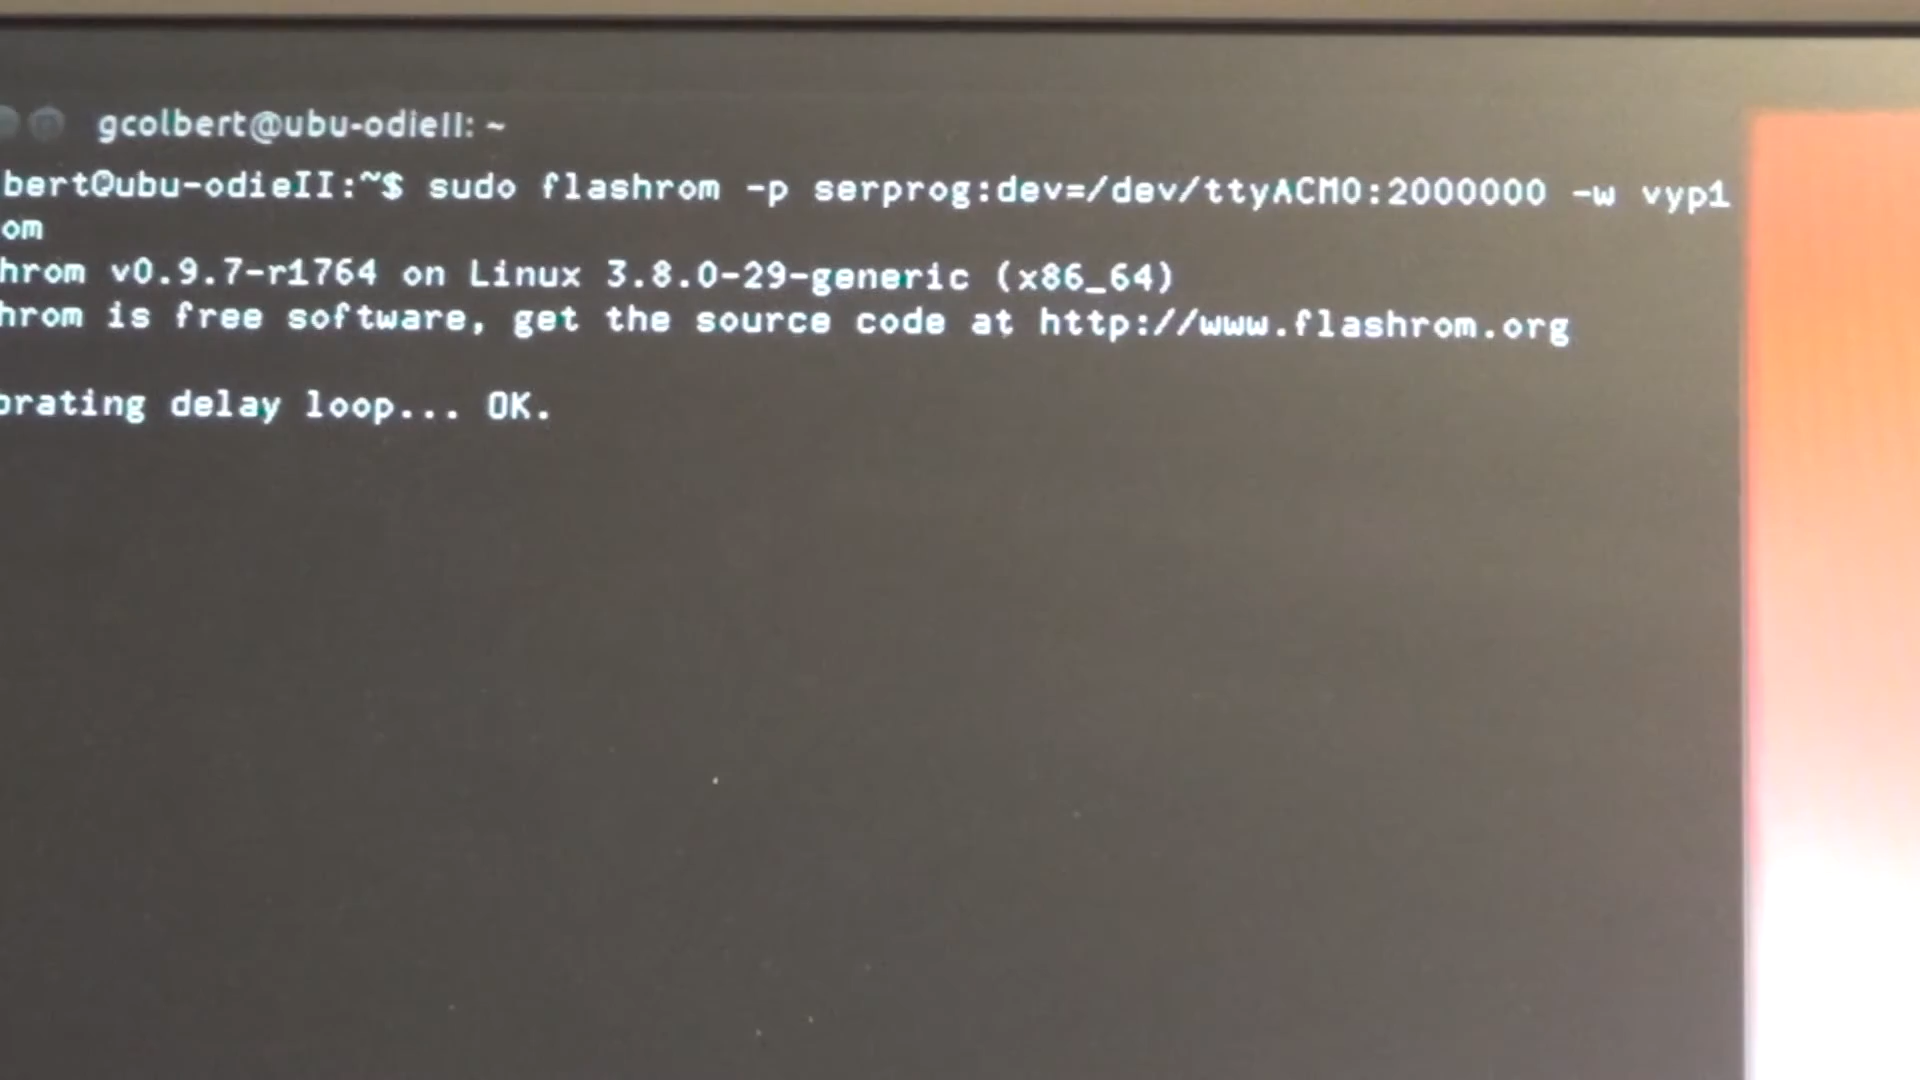 gcolbert@ubu-odieII: ~
bert@ubu-odieII:~$ sudo flashrom -p serprog:dev=/dev/ttyACM0:2000000 -w vyp1
om
hrom v0.9.7-r1764 on Linux 3.8.0-29-generic (x86_64)
hrom is free software, get the source code at http://www.flashrom.org
brating delay loop... OK.